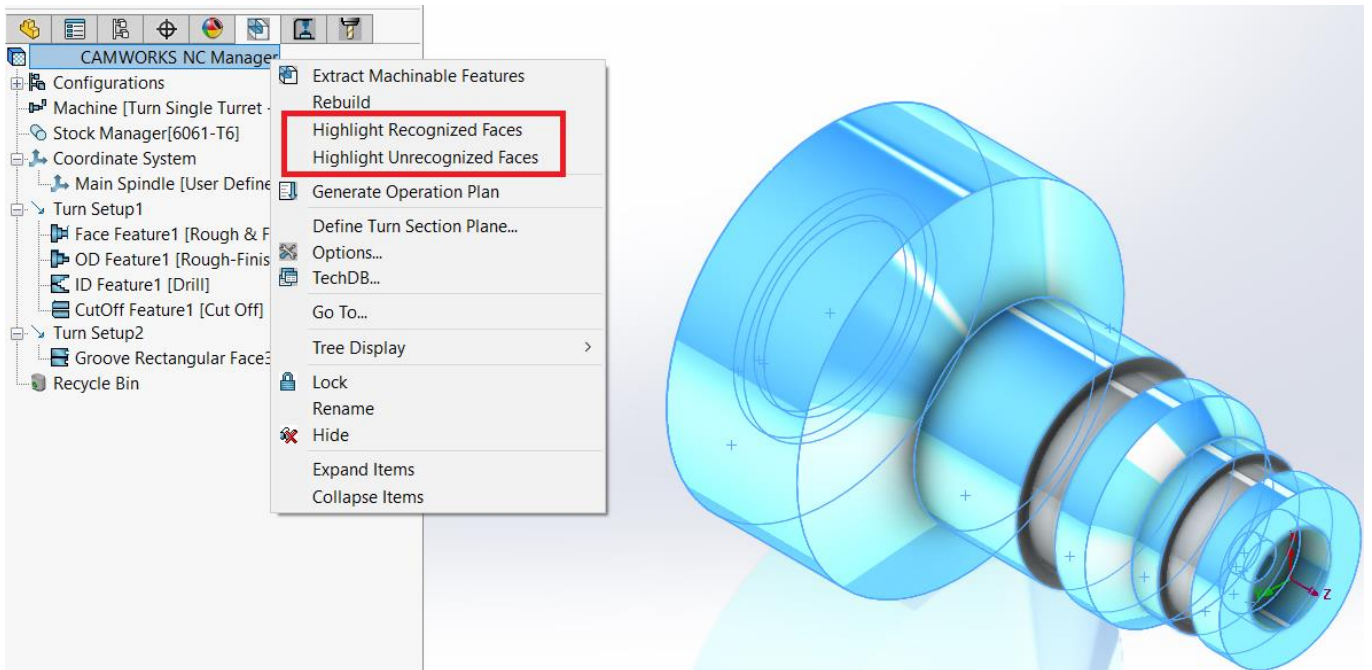 CAMWORKS NC Manager
Configurations
Machine [Turn Single Turret -
Stock Manager[6061-T6]
Coordinate System
Main Spindle [User Define
Turn Setup1
Face Feature1 [Rough & F
OD Feature1 [Rough-Finis
ID Feature1 [Drill]
CutOff Feature1 [Cut Off]
Turn Setup2
Groove Rectangular Face3
Recycle Bin
Extract Machinable Features
Rebuild
Highlight Recognized Faces
Highlight Unrecognized Faces
Generate Operation Plan
Define Turn Section Plane...
Options...
TechDB...
Go To...
Tree Display
Lock
Rename
Hide
Expand Items
Collapse Items
Z